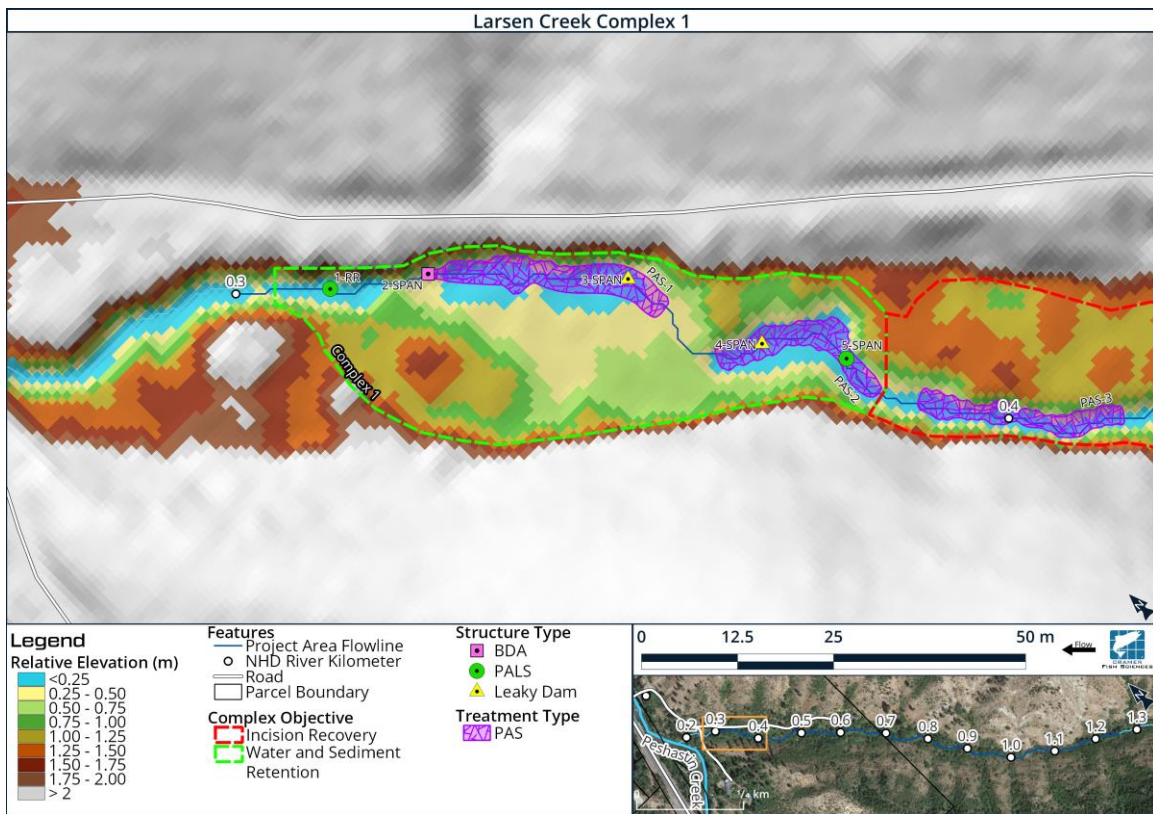 Larsen Creek Complex 1
0.3
1-RR
2-SPAN
3-SPAN
PAS-1
4-SPAN
5-SPAN
PAS-2
Complex 1
0.4
PAS-3
N
Legend
Relative Elevation (m)
<0.25
0.25 - 0.50
0.50 - 0.75
0.75 - 1.00
1.00 - 1.25
1.25 - 1.50
1.50 - 1.75
1.75 - 2.00
> 2
Features
Project Area Flowline
NHD River Kilometer
Road
Parcel Boundary
Complex Objective
Incision Recovery
Water and Sediment
Retention
Structure Type
BDA
PALS
Leaky Dam
Treatment Type
PAS
0 12.5 25 50 m
Flow
CRAMER
FISH SCIENCES
N
0.2 0.3 0.4 0.5 0.6 0.7 0.8 0.9 1.0 1.1 1.2 1.3
Peshastin Creek
1/4 km